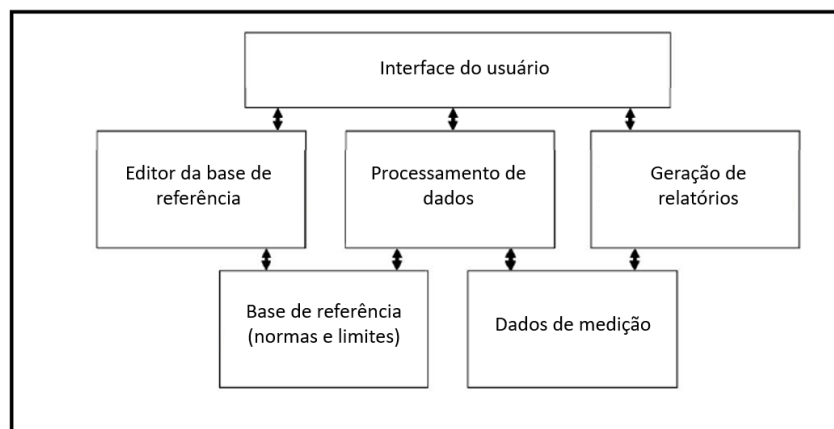 Interface do usuário
Editor da base de
referência
Processamento de
dados
Geração de
relatórios
Base de referência
(normas e limites)
Dados de medição